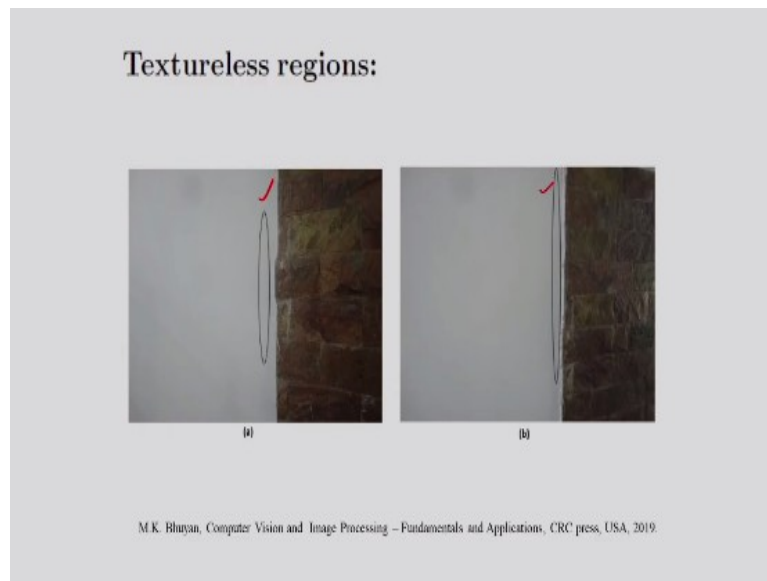 Textureless regions:
(a)
(b)
M.K. Bhuyan, Computer Vision and Image Processing – Fundamentals and Applications, CRC press, USA, 2019.